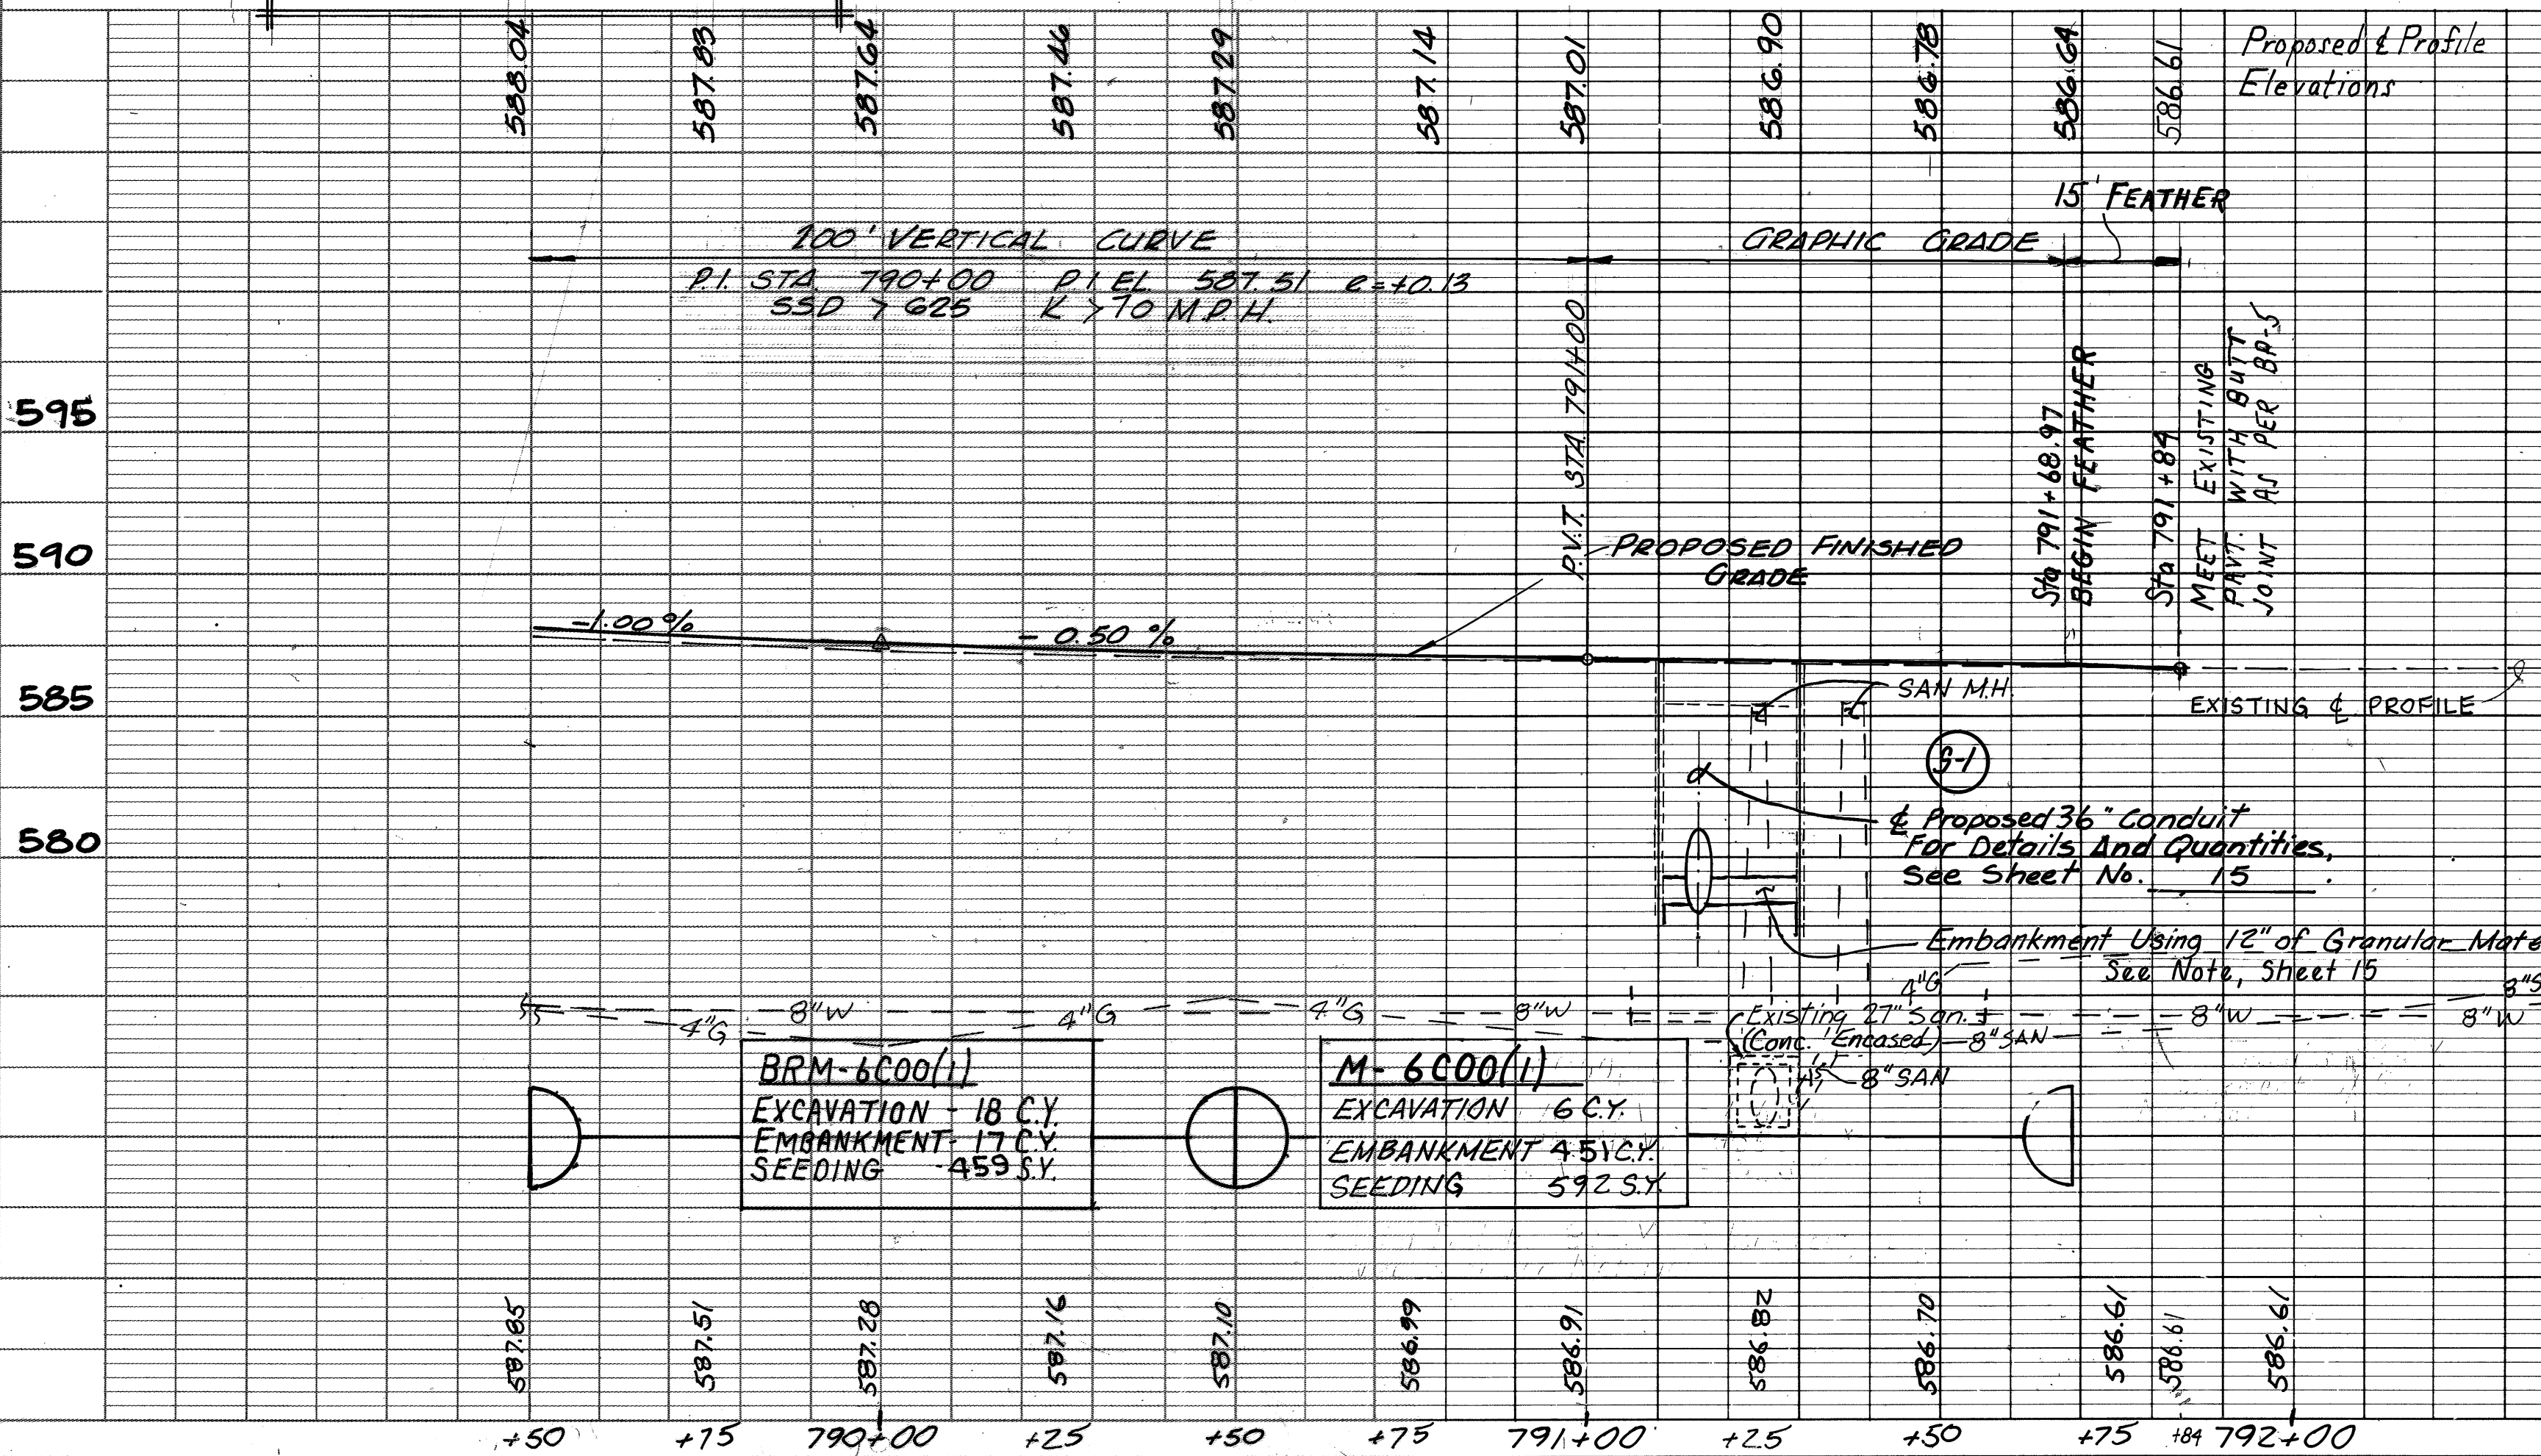 588.04
587.83
587.64
587.46
587.29
587.14
587.01
586.90
586.78
586.64
586.61
Proposed ℄ Profile
Elevations
15' FEATHER
200' VERTICAL CURVE
GRAPHIC GRADE
P.I. STA. 790+00 P.I. EL. 587.51 e=+0.13
SSD > 625 K > 70 M.P.H.
P.V.T. STA. 791+00
Sta 791+68.97
BEGIN FEATHER
Sta 791+84
MEET EXISTING
PAVT. WITH BUTT
JOINT AS PER BP-5
595
590
585
580
PROPOSED FINISHED
GRADE
-1.00 %
- 0.50 %
SAN M.H.
EXISTING ℄ PROFILE
S-1
℄ Proposed 36" Conduit
For Details And Quantities,
See Sheet No. 15.
Embankment Using 12" of Granular Mate
See Note, Sheet 15
4"G
8"W
4"G
4"G
8"W
4"G
Existing 27" San.
(Conc. Encased)
8"SAN
8"SAN
8"W
8"W
8"S
BRM-6C00(1)
EXCAVATION - 18 C.Y.
EMBANKMENT- 17 C.Y.
SEEDING -459 S.Y.
M- 6C00(1)
EXCAVATION 6 C.Y.
EMBANKMENT 451 C.Y.
SEEDING 592 S.Y.
587.85
587.51
587.28
587.16
587.10
586.99
586.91
586.82
586.70
586.61
586.61
586.61
+50
+75
790+00
+25
+50
+75
791+00
+25
+50
+75
+84
792+00